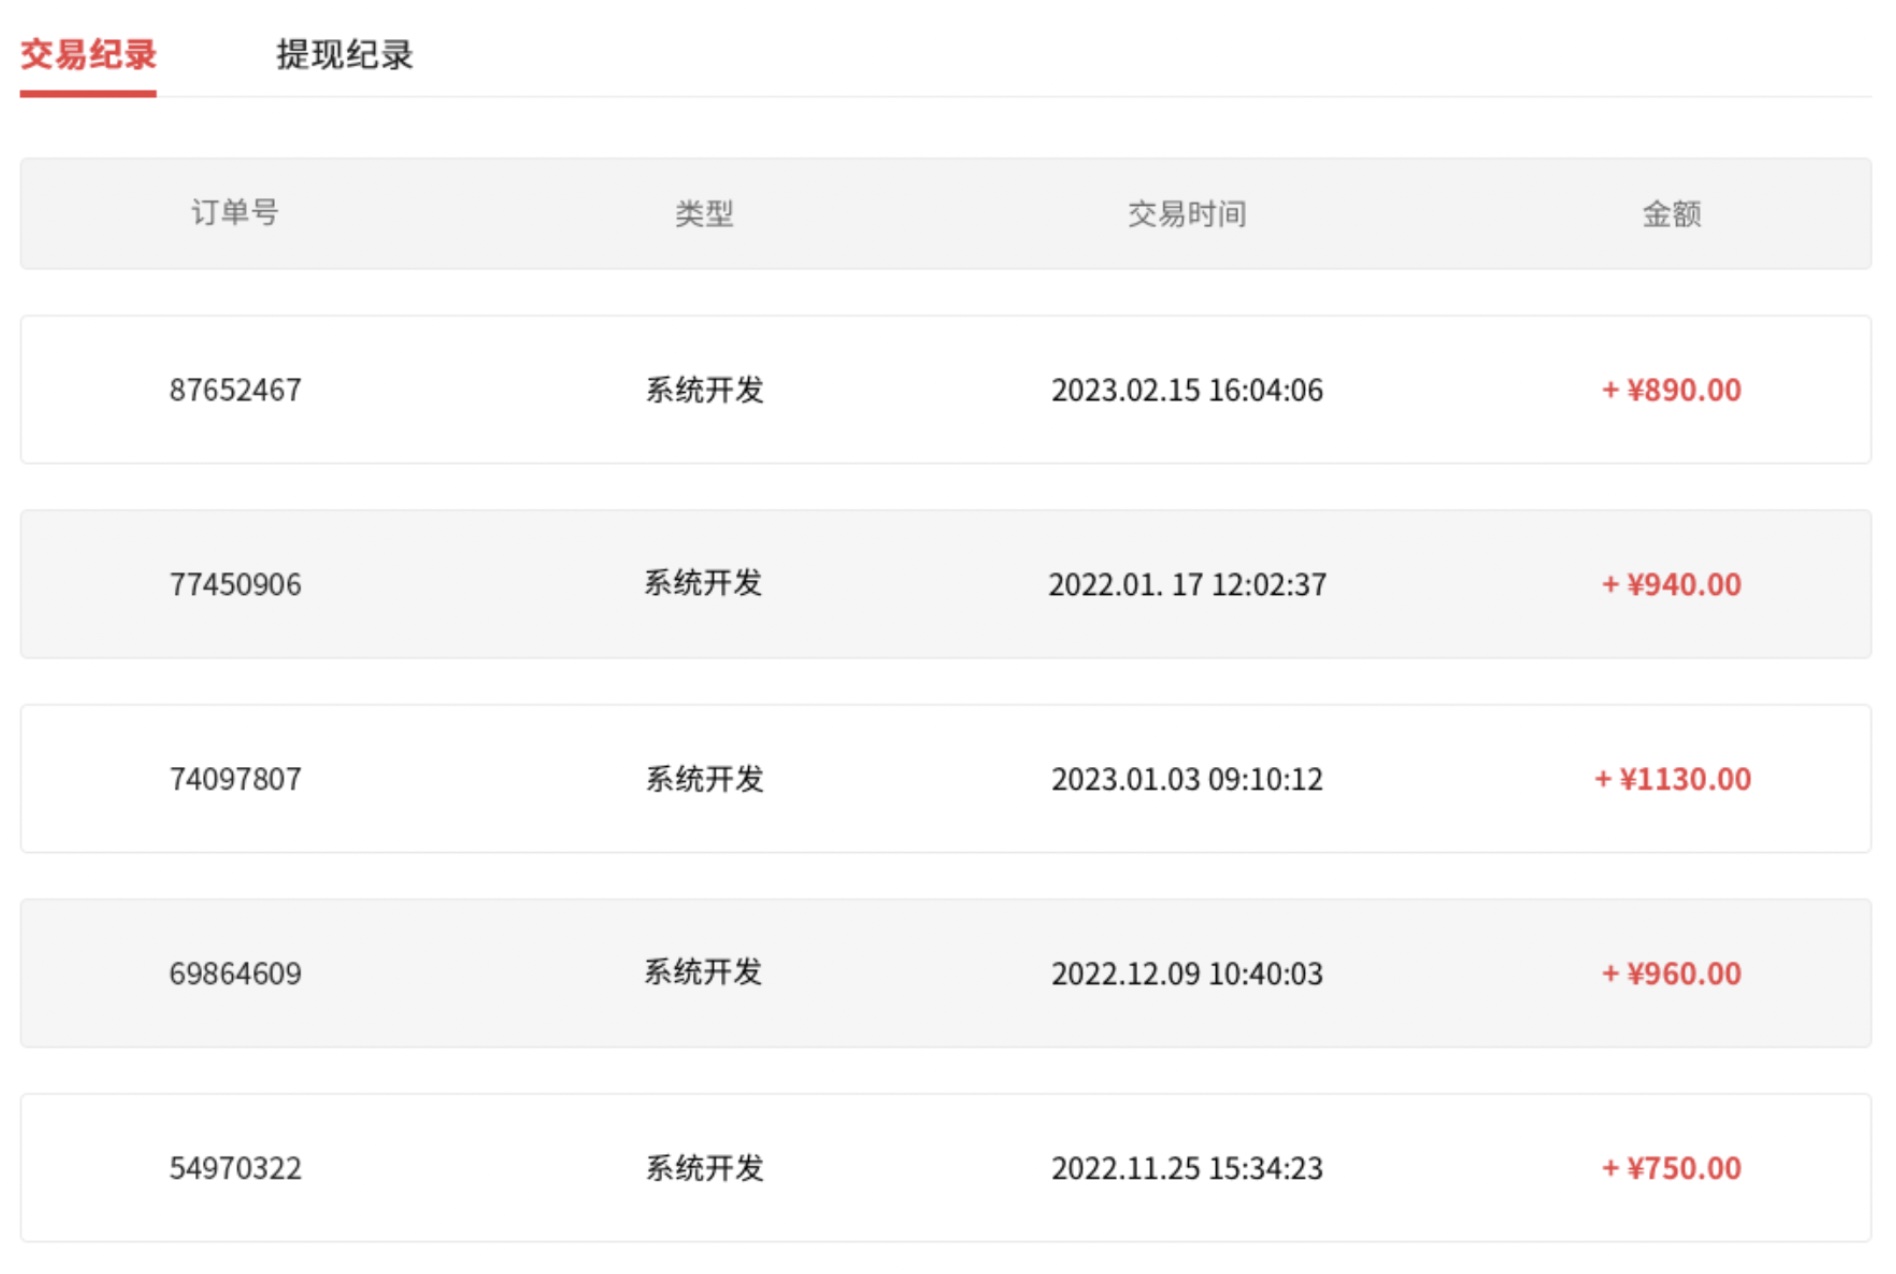 交易纪录 提现纪录
订单号 类型 交易时间 金额
87652467 系统开发 2023.02.15 16:04:06 + ¥890.00
77450906 系统开发 2022.01. 17 12:02:37 + ¥940.00
74097807 系统开发 2023.01.03 09:10:12 + ¥1130.00
69864609 系统开发 2022.12.09 10:40:03 + ¥960.00
54970322 系统开发 2022.11.25 15:34:23 + ¥750.00